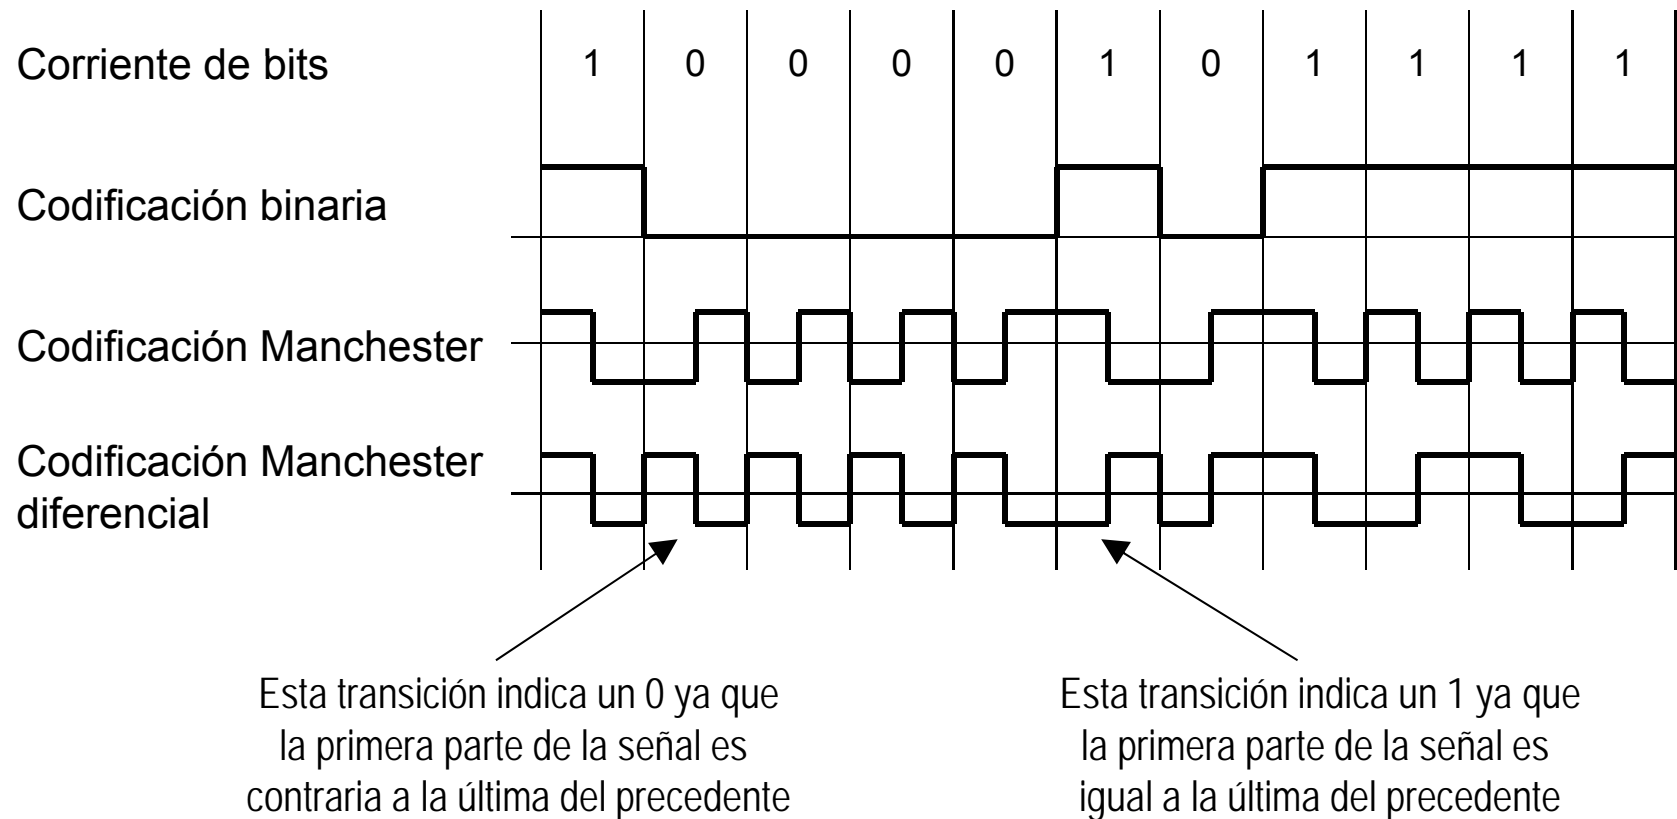 Corriente de bits 1 0 0 0 0 1 0 1 1 1 1
Codificación binaria
Codificación Manchester
Codificación Manchester
diferencial
Esta transición indica un 0 ya que
la primera parte de la señal es
contraria a la última del precedente
Esta transición indica un 1 ya que
la primera parte de la señal es
igual a la última del precedente